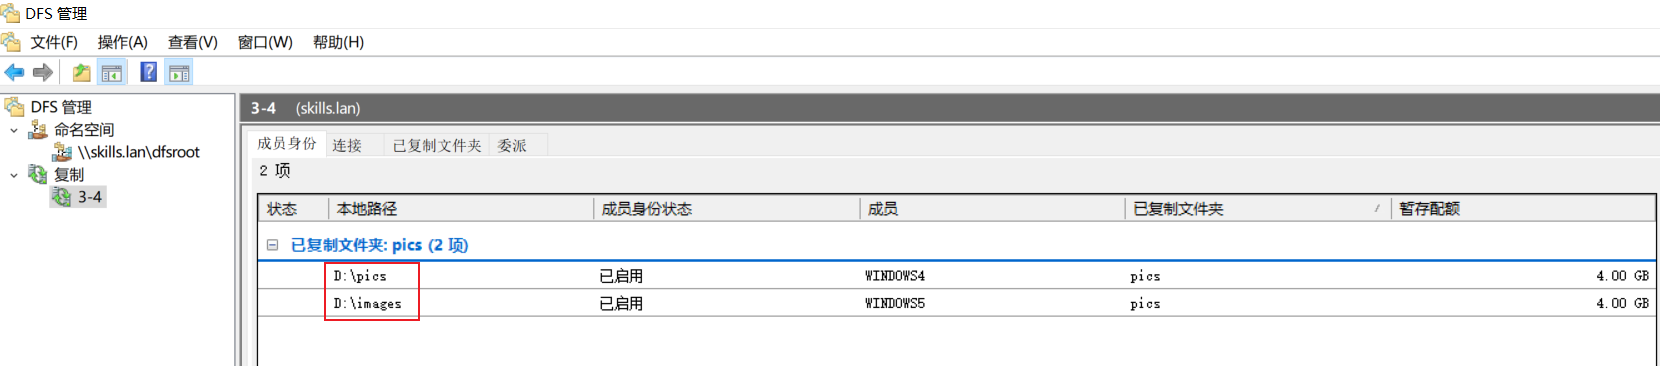 DFS 管理
文件(F) 操作(A) 查看(V) 窗口(W) 帮助(H)
DFS 管理
命名空间
\\skills.lan\dfsroot
复制
3-4
3-4 (skills.lan)
成员身份 连接 已复制文件夹 委派
2 项
状态 本地路径 成员身份状态 成员 已复制文件夹 暂存配额
已复制文件夹: pics (2 项)
D:\pics 已启用 WINDOWS4 pics 4.00 GB
D:\images 已启用 WINDOWS5 pics 4.00 GB